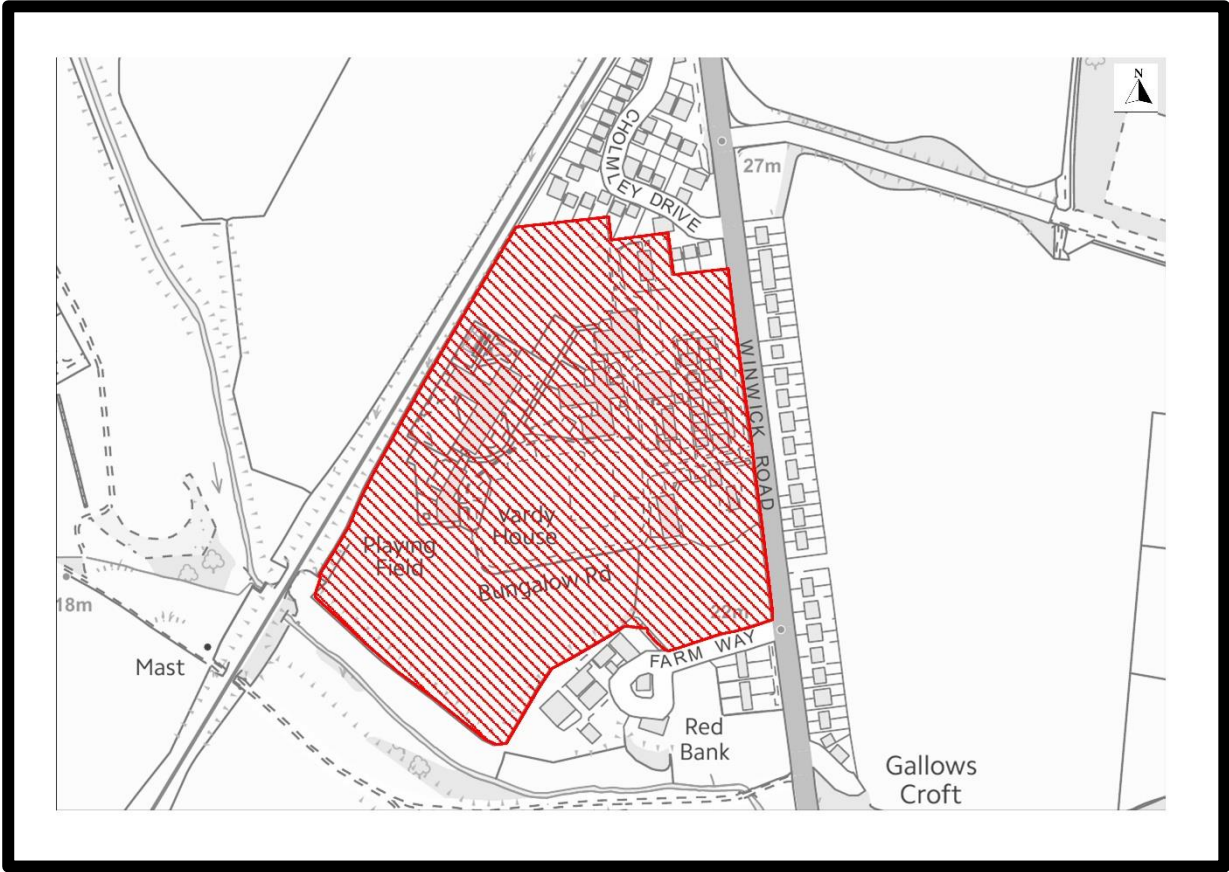 N
CHOLMLEY DRIVE
27m
WINWICK ROAD
Vardy
House
Playing
Field
Bungalow Rd
18m
22m
FARM WAY
Mast
Red
Bank
Gallows
Croft